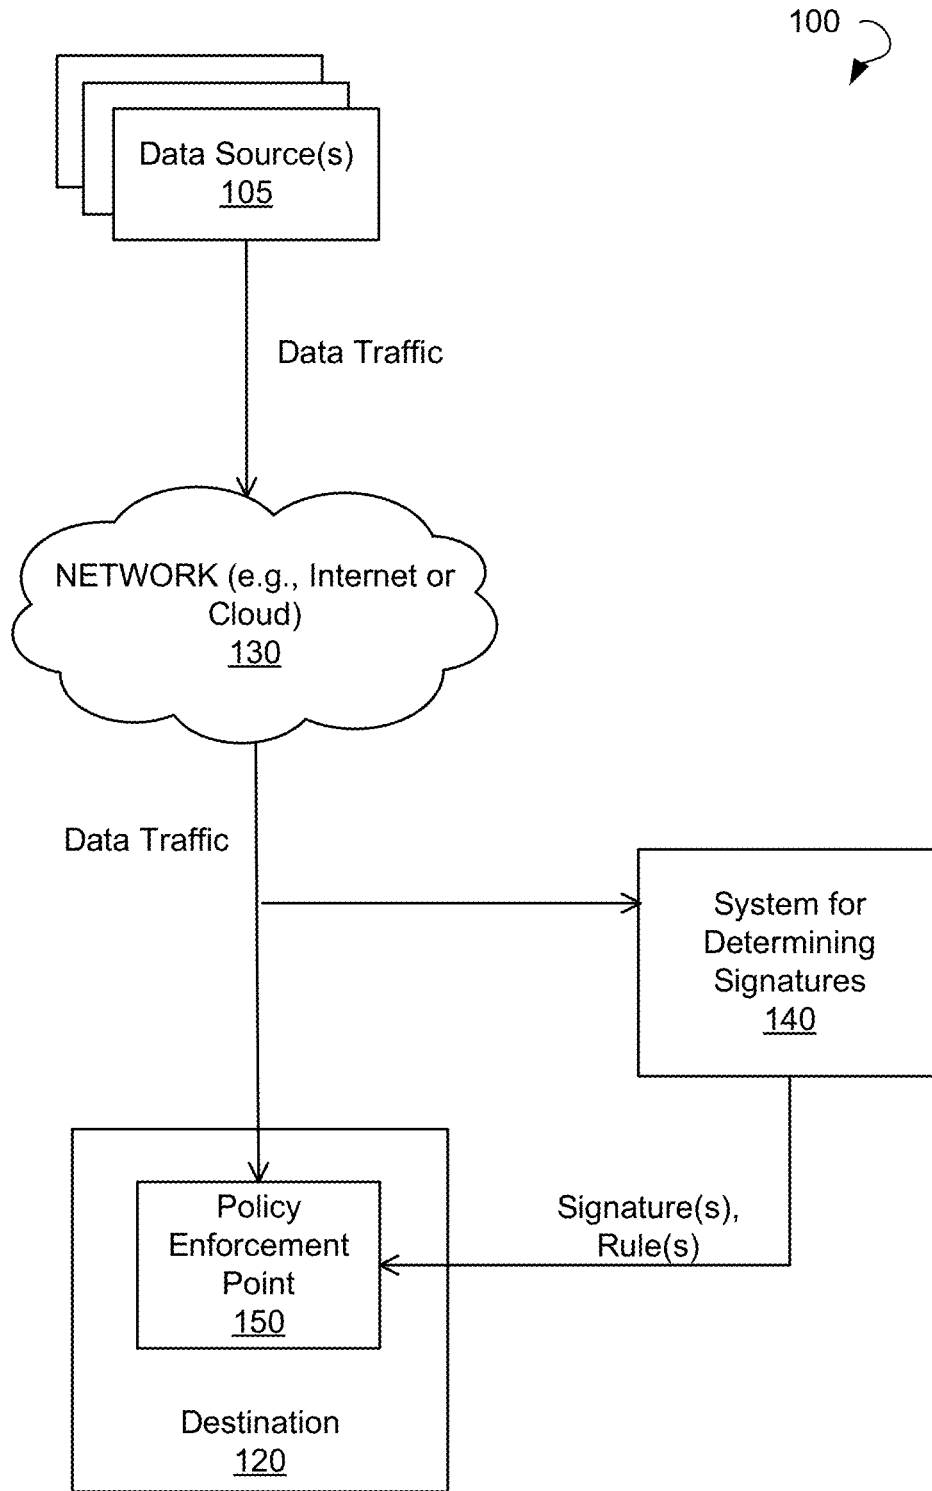 100
Data Source(s)
105
Data Traffic
NETWORK (e.g., Internet or
Cloud)
130
Data Traffic
System for
Determining
Signatures
140
Policy
Enforcement
Point
150
Signature(s),
Rule(s)
Destination
120